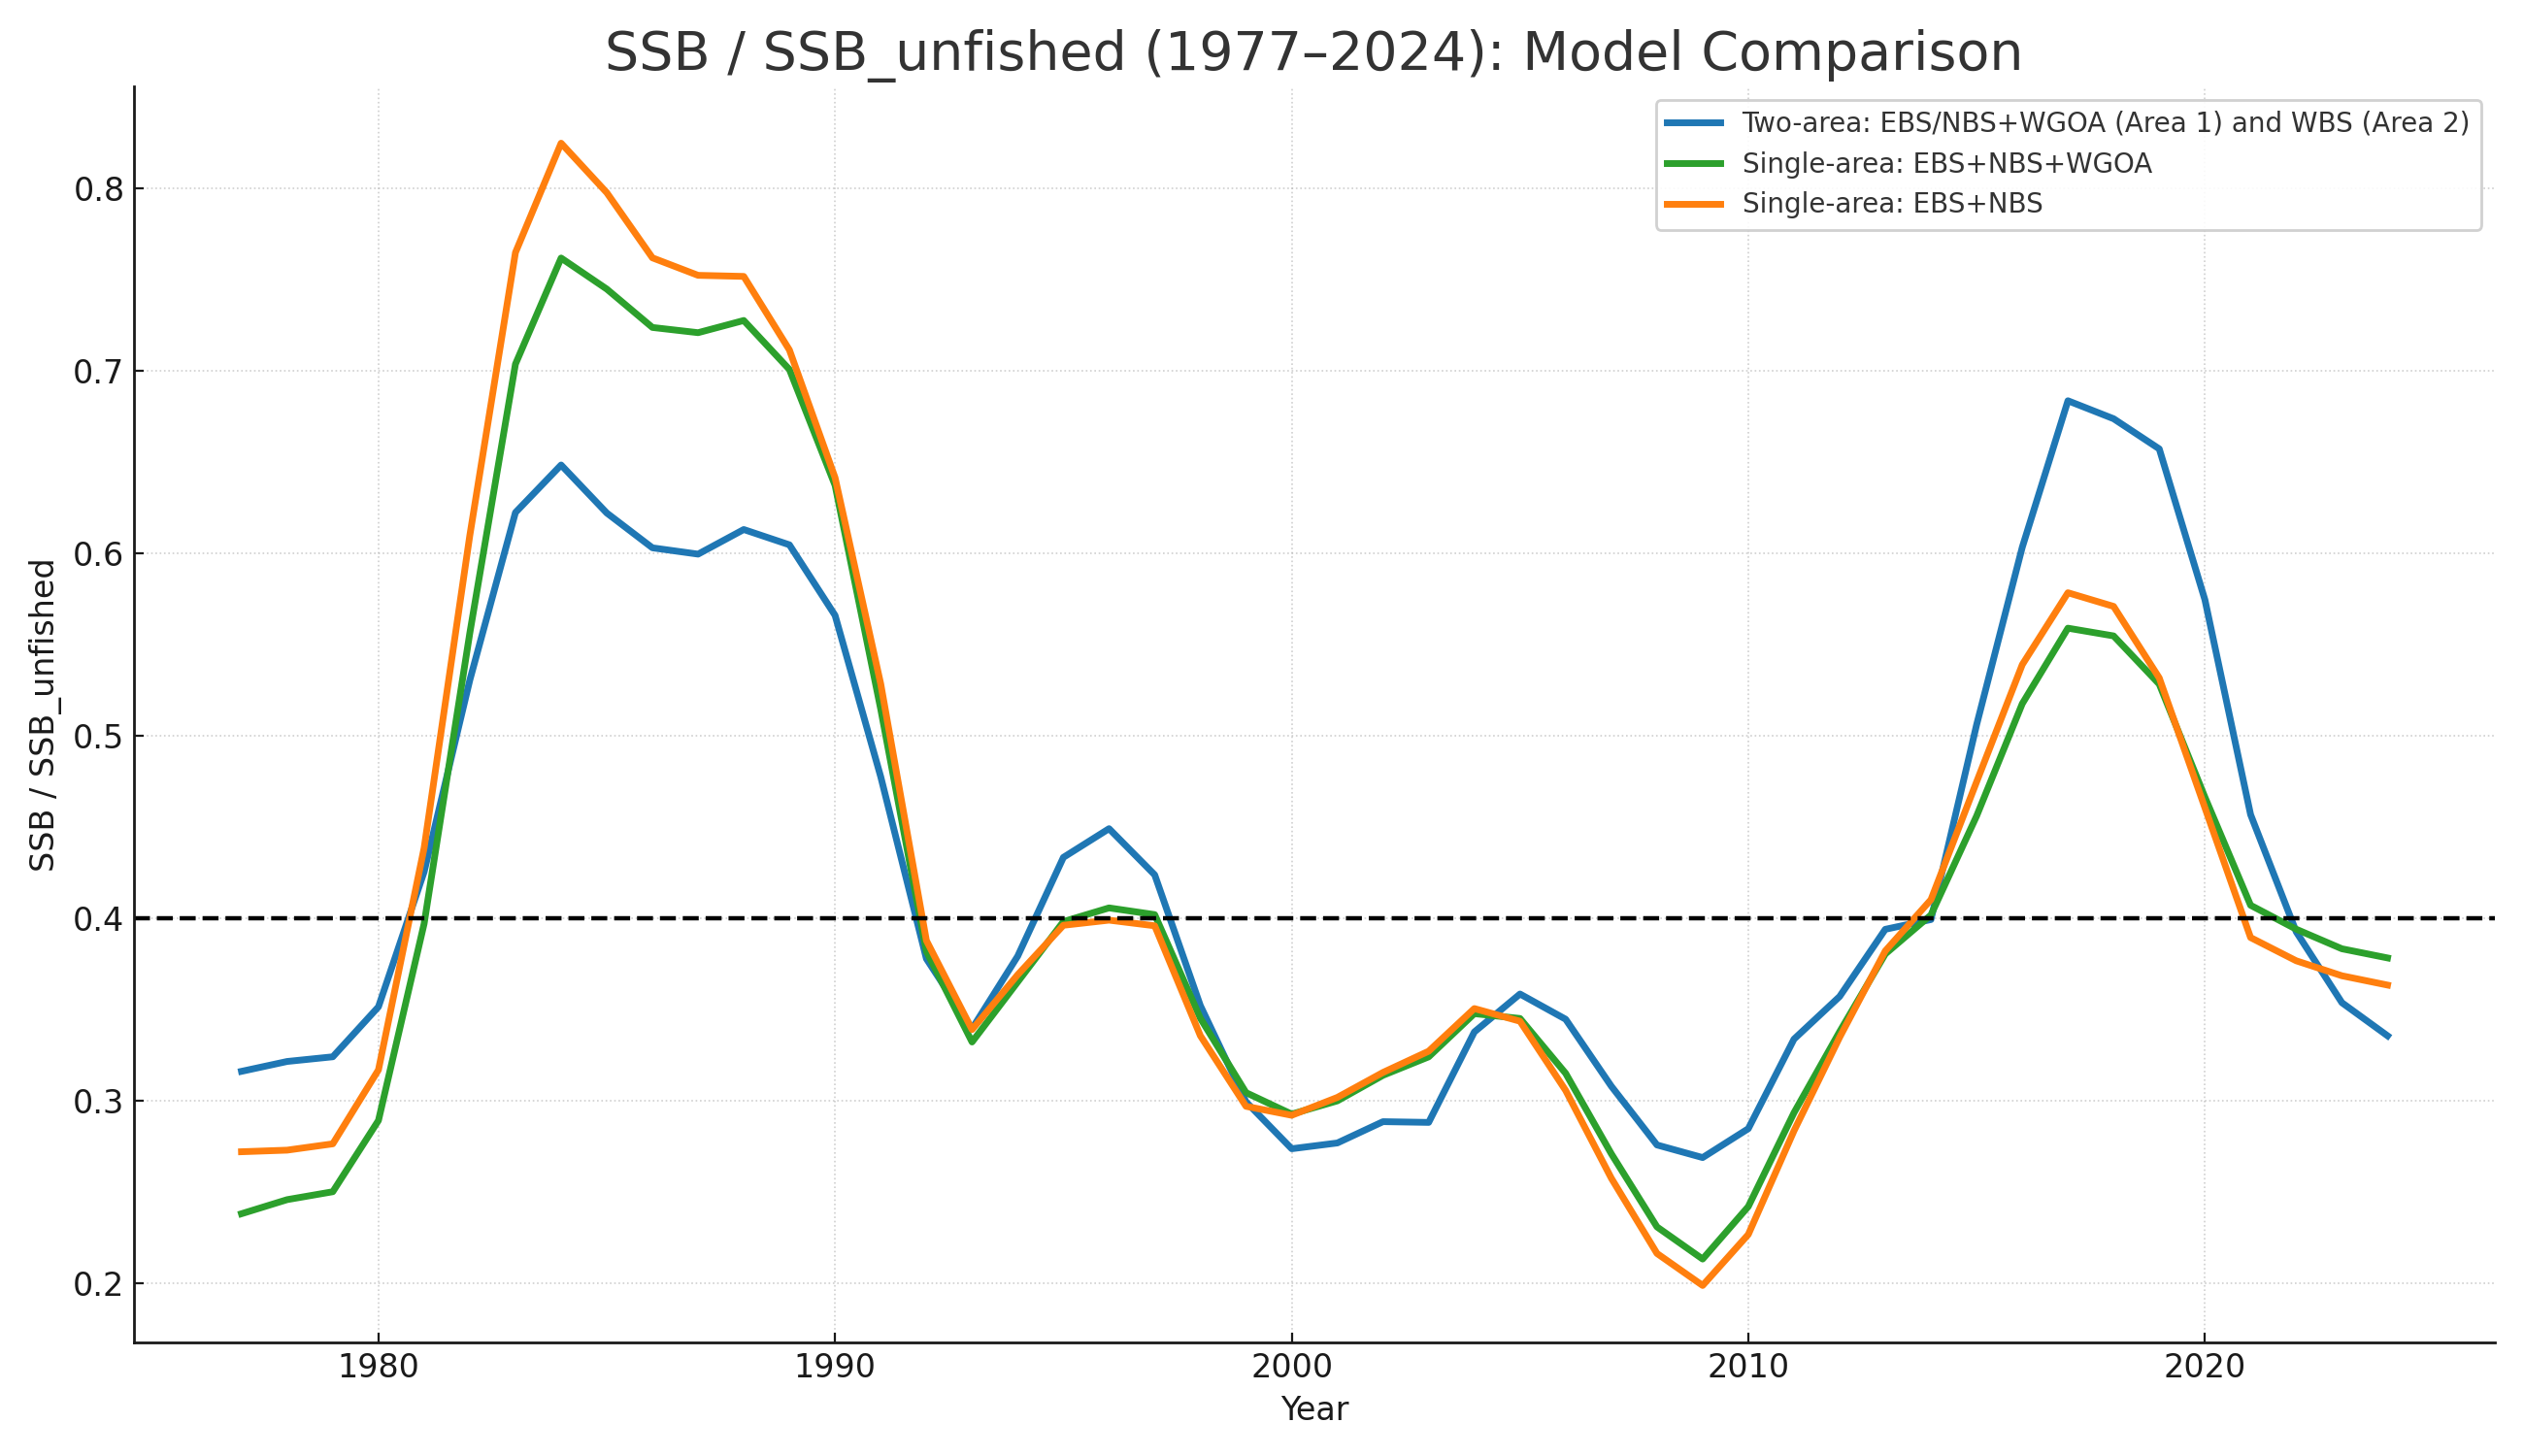 SSB / SSB_unfished (1977–2024): Model Comparison
Two-area: EBS/NBS+WGOA (Area 1) and WBS (Area 2)
Single-area: EBS+NBS+WGOA
Single-area: EBS+NBS
SSB / SSB_unfished
0.8
0.7
0.6
0.5
0.4
0.3
0.2
1980 1990 2000 2010 2020
Year